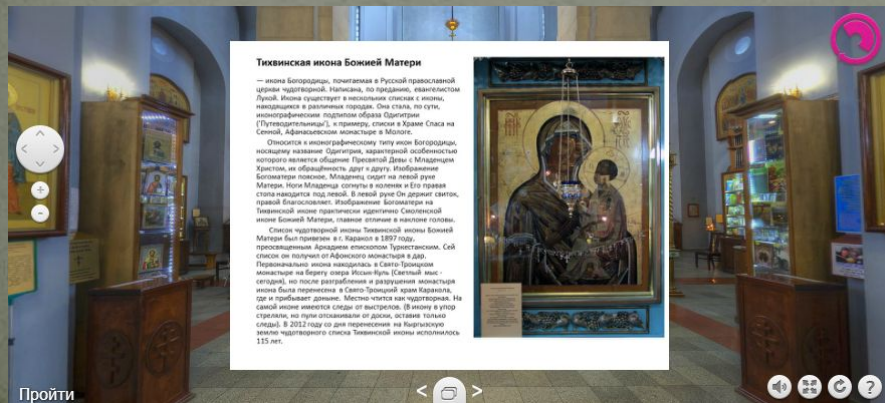 Тихвинская икона Божией Матери
— икона Богородицы, почитаемая в Русской православной
церкви чудотворной. Написана, по преданию, евангелистом
Лукой. Икона существует в нескольких списках с иконы,
находящихся в различных городах. Она стала, по сути,
иконографическим подтипом образа Одигитрии
("Путеводительницы"), к примеру, списки в Храме Спаса на
Сенной, Афанасьевском монастыре в Мологе.
Относится к иконографическому типу икон Богородицы,
носящему название Одигитрия, характерной особенностью
которого является общение Пресвятой Девы с Младенцем
Христом, их обращённость друг к другу. Изображение
Богоматери поясное, Младенец сидит на левой руке
Матери. Ноги Младенца согнуты в коленях и Его правая
стопа находится под левой. В левой руке Он держит свиток,
правой благословляет. Изображение Богоматери на
Тихвинской иконе практически идентично Смоленской
иконе Божией Матери, главное отличие в наклоне головы.
Список чудотворной иконы Тихвинской иконы Божией
Матери был привезен в г. Каракол в 1897 году,
преосвященным Аркадием епископом Туркестанским. Сей
список он получил от Афонского монастыря в дар.
Первоначально икона находилась в Свято-Троицком
монастыре на берегу озера Иссык-Куль (Светлый мыс -
сегодня), но после разграбления и разрушения монастыря
икона была перенесена в Свято-Троицкий храм Каракола,
где и прибывает доныне. Местно чтится как чудотворная. На
самой иконе имеются следы от выстрелов. (В икону в упор
стреляли, но пули отскакивали от доски, оставив только
следы). В 2012 году со дня перенесения на Кыргызскую
землю чудотворного списка Тихвинской иконы исполнилось
115 лет.
Пройти